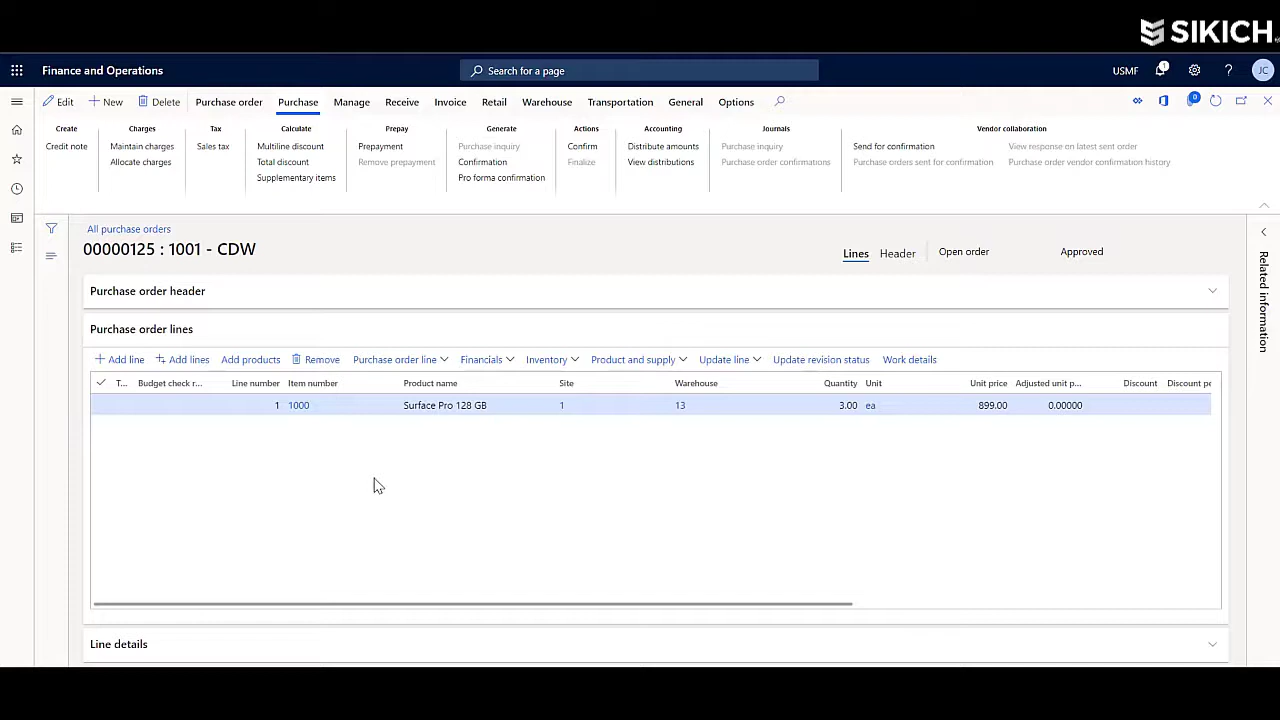 SIKICH
Finance and Operations
Search for a page
USMF
1
?
JC
Edit
New
Delete
Purchase order
Purchase
Manage
Receive
Invoice
Retail
Warehouse
Transportation
General
Options
0
Create
Credit note
Charges
Maintain charges
Allocate charges
Tax
Sales tax
Calculate
Multiline discount
Total discount
Supplementary items
Prepay
Prepayment
Remove prepayment
Generate
Purchase inquiry
Confirmation
Pro forma confirmation
Actions
Confirm
Finalize
Accounting
Distribute amounts
View distributions
Journals
Purchase inquiry
Purchase order confirmations
Vendor collaboration
Send for confirmation
Purchase orders sent for confirmation
View response on latest sent order
Purchase order vendor confirmation history
All purchase orders
00000125 : 1001 - CDW
Lines
Header
Open order
Approved
Related information
Purchase order header
Purchase order lines
Add line
Add lines
Add products
Remove
Purchase order line
Financials
Inventory
Product and supply
Update line
Update revision status
Work details
T... Budget check r... Line number Item number Product name Site Warehouse Quantity Unit Unit price Adjusted unit p... Discount Discount pe
1 1000 Surface Pro 128 GB 1 13 3.00 ea 899.00 0.00000
Line details